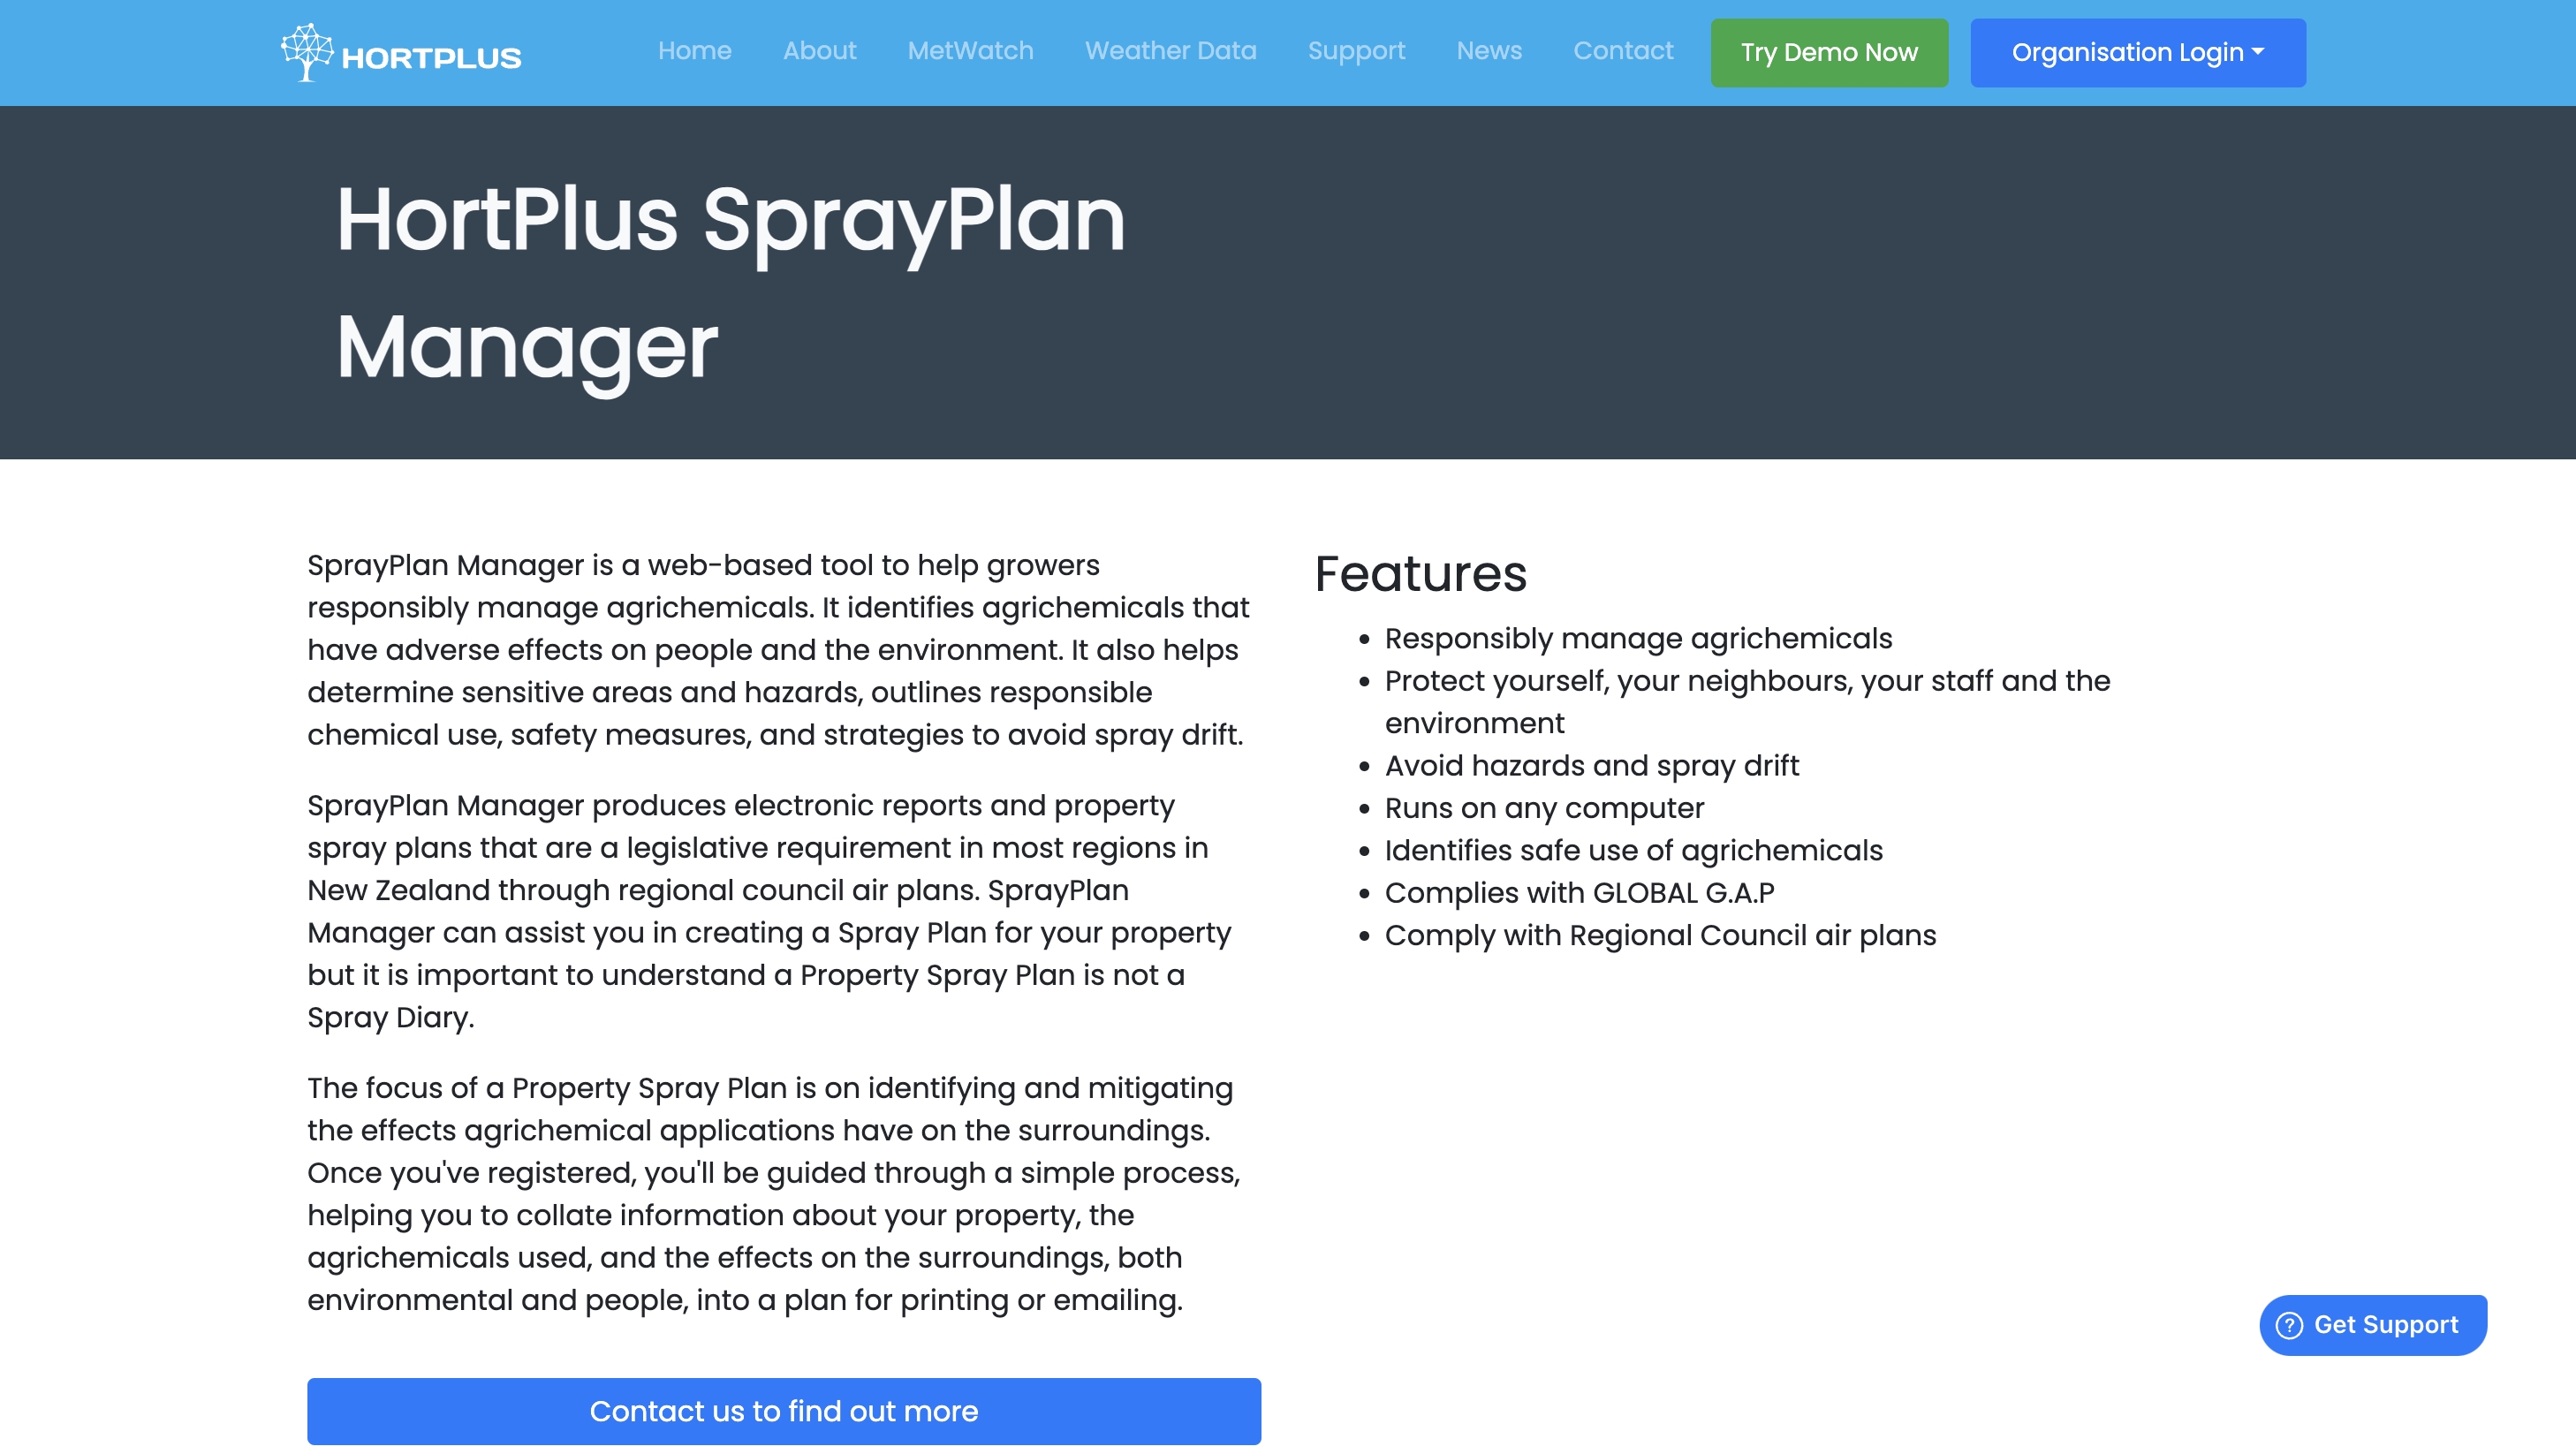 HORTPLUS
Home
About
MetWatch
Weather Data
Support
News
Contact
Try Demo Now
Organisation Login
HortPlus SprayPlan
Manager
SprayPlan Manager is a web-based tool to help growers
responsibly manage agrichemicals. It identifies agrichemicals that
have adverse effects on people and the environment. It also helps
determine sensitive areas and hazards, outlines responsible
chemical use, safety measures, and strategies to avoid spray drift.
SprayPlan Manager produces electronic reports and property
spray plans that are a legislative requirement in most regions in
New Zealand through regional council air plans. SprayPlan
Manager can assist you in creating a Spray Plan for your property
but it is important to understand a Property Spray Plan is not a
Spray Diary.
The focus of a Property Spray Plan is on identifying and mitigating
the effects agrichemical applications have on the surroundings.
Once you've registered, you'll be guided through a simple process,
helping you to collate information about your property, the
agrichemicals used, and the effects on the surroundings, both
environmental and people, into a plan for printing or emailing.
Contact us to find out more
Features
• Responsibly manage agrichemicals
• Protect yourself, your neighbours, your staff and the
environment
• Avoid hazards and spray drift
• Runs on any computer
• Identifies safe use of agrichemicals
• Complies with GLOBAL G.A.P
• Comply with Regional Council air plans
? Get Support